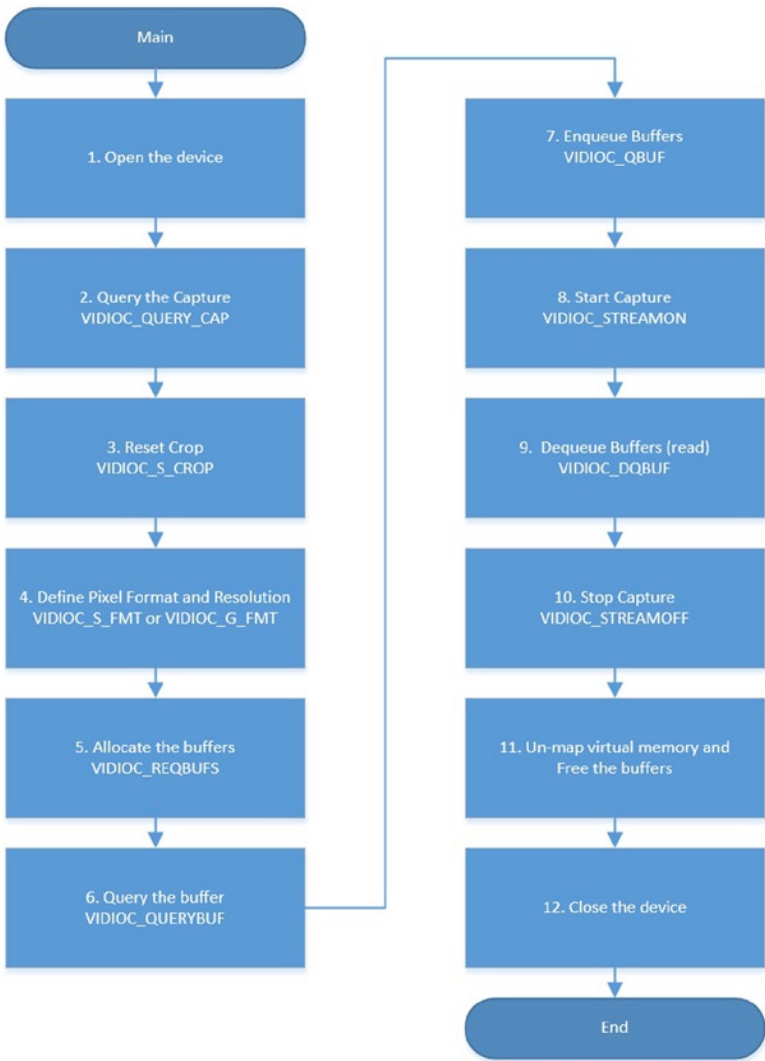 Main
1. Open the device
2. Query the Capture
VIDIOC_QUERY_CAP
3. Reset Crop
VIDIOC_S_CROP
4. Define Pixel Format and Resolution
VIDIOC_S_FMT or VIDIOC_G_FMT
5. Allocate the buffers
VIDIOC_REQBUFS
6. Query the buffer
VIDIOC_QUERYBUF
7. Enqueue Buffers
VIDIOC_QBUF
8. Start Capture
VIDIOC_STREAMON
9. Dequeue Buffers (read)
VIDIOC_DQBUF
10. Stop Capture
VIDIOC_STREAMOFF
11. Un-map virtual memory and
Free the buffers
12. Close the device
End